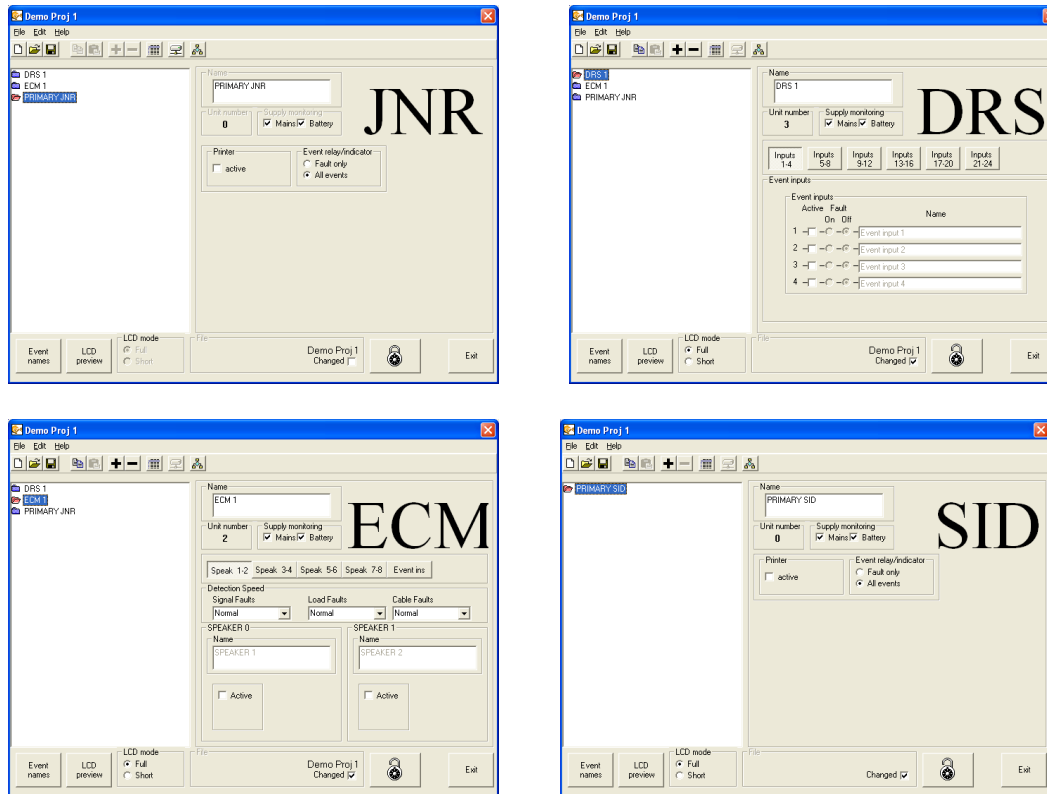 Demo Proj 1
File Edit Help
DRS 1
ECM 1
PRIMARY JNR
Name
PRIMARY JNR
JNR
Unit number
0
Supply monitoring
Mains Battery
Printer
active
Event relay/indicator
Fault only
All events
Event names
LCD preview
LCD mode
Full
Short
File
Demo Proj 1
Changed
Exit
Demo Proj 1
File Edit Help
DRS 1
ECM 1
PRIMARY JNR
Name
DRS 1
DRS
Unit number
3
Supply monitoring
Mains Battery
Inputs 1-4
Inputs 5-8
Inputs 9-12
Inputs 13-16
Inputs 17-20
Inputs 21-24
Event inputs
Event inputs
Active Fault
On Off
Name
1 Event input 1
2 Event input 2
3 Event input 3
4 Event input 4
Event names
LCD preview
LCD mode
Full
Short
File
Demo Proj 1
Changed
Exit
Demo Proj 1
File Edit Help
DRS 1
ECM 1
PRIMARY JNR
Name
ECM 1
ECM
Unit number
2
Supply monitoring
Mains Battery
Speak 1-2 Speak 3-4 Speak 5-6 Speak 7-8 Event ins
Detection Speed
Signal Faults Load Faults Cable Faults
Normal Normal Normal
SPEAKER 0
Name
SPEAKER 1
Active
SPEAKER 1
Name
SPEAKER 2
Active
Event names
LCD preview
LCD mode
Full
Short
File
Demo Proj 1
Changed
Exit
Demo Proj 1
File Edit Help
PRIMARY SID
Name
PRIMARY SID
SID
Unit number
0
Supply monitoring
Mains Battery
Printer
active
Event relay/indicator
Fault only
All events
Event names
LCD preview
LCD mode
Full
Short
File
Changed
Exit